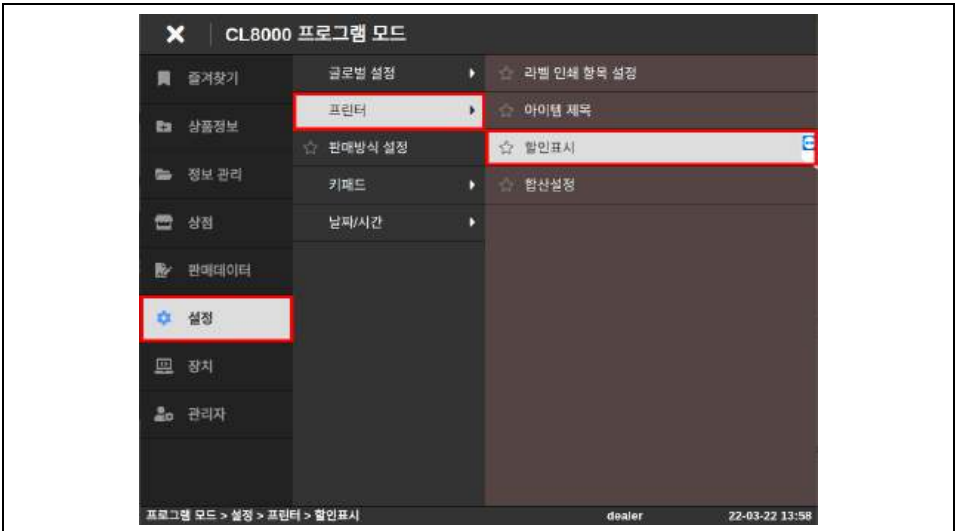 CL8000 프로그램 모드
즐겨찾기
상품정보
정보 관리
상점
판매데이터
설정
장치
관리자
글로벌 설정
프린터
판매방식 설정
키패드
날짜/시간
라벨 인쇄 항목 설정
아이템 제목
할인표시
합산설정
프로그램 모드 > 설정 > 프린터 > 할인표시
dealer
22-03-22 13:58